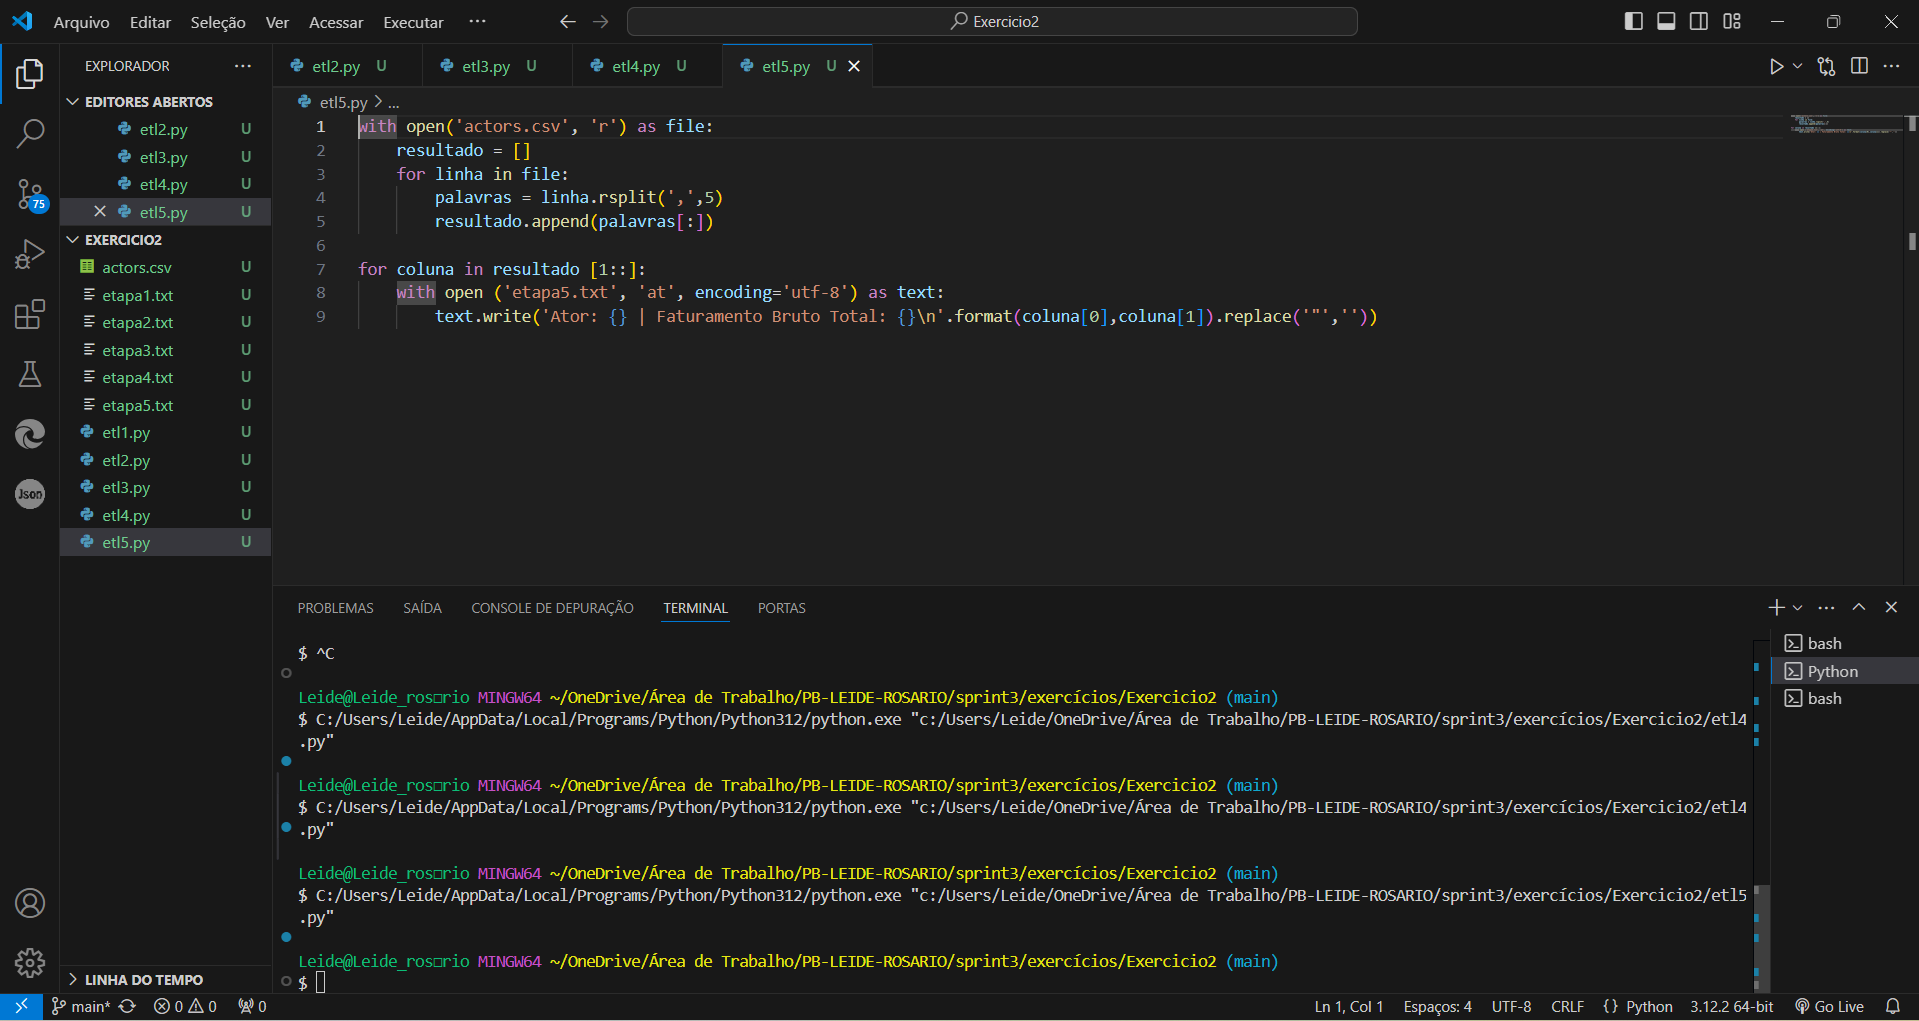 Arquivo Editar Seleção Ver Acessar Executar ··· Exercicio2
EXPLORADOR ···
EDITORES ABERTOS
etl2.py U
etl3.py U
etl4.py U
etl5.py U
EXERCICIO2
actors.csv U
etapa1.txt U
etapa2.txt U
etapa3.txt U
etapa4.txt U
etapa5.txt U
etl1.py U
etl2.py U
etl3.py U
etl4.py U
etl5.py U
LINHA DO TEMPO
75
Json
etl2.py U etl3.py U etl4.py U etl5.py U
etl5.py > ...
1 with open('actors.csv', 'r') as file:
2     resultado = []
3     for linha in file:
4         palavras = linha.rsplit(',',5)
5         resultado.append(palavras[:])
6
7 for coluna in resultado [1::]:
8     with open ('etapa5.txt', 'at', encoding='utf-8') as text:
9         text.write('Ator: {} | Faturamento Bruto Total: {}\n'.format(coluna[0],coluna[1]).replace('"',''))
PROBLEMAS SAÍDA CONSOLE DE DEPURAÇÃO TERMINAL PORTAS
$ ^C
Leide@Leide_ros□rio MINGW64 ~/OneDrive/Área de Trabalho/PB-LEIDE-ROSARIO/sprint3/exercícios/Exercicio2 (main)
$ C:/Users/Leide/AppData/Local/Programs/Python/Python312/python.exe "c:/Users/Leide/OneDrive/Área de Trabalho/PB-LEIDE-ROSARIO/sprint3/exercícios/Exercicio2/etl4
.py"
Leide@Leide_ros□rio MINGW64 ~/OneDrive/Área de Trabalho/PB-LEIDE-ROSARIO/sprint3/exercícios/Exercicio2 (main)
$ C:/Users/Leide/AppData/Local/Programs/Python/Python312/python.exe "c:/Users/Leide/OneDrive/Área de Trabalho/PB-LEIDE-ROSARIO/sprint3/exercícios/Exercicio2/etl4
.py"
Leide@Leide_ros□rio MINGW64 ~/OneDrive/Área de Trabalho/PB-LEIDE-ROSARIO/sprint3/exercícios/Exercicio2 (main)
$ C:/Users/Leide/AppData/Local/Programs/Python/Python312/python.exe "c:/Users/Leide/OneDrive/Área de Trabalho/PB-LEIDE-ROSARIO/sprint3/exercícios/Exercicio2/etl5
.py"
Leide@Leide_ros□rio MINGW64 ~/OneDrive/Área de Trabalho/PB-LEIDE-ROSARIO/sprint3/exercícios/Exercicio2 (main)
$
bash
Python
bash
main* 0 0 0 Ln 1, Col 1 Espaços: 4 UTF-8 CRLF {} Python 3.12.2 64-bit Go Live